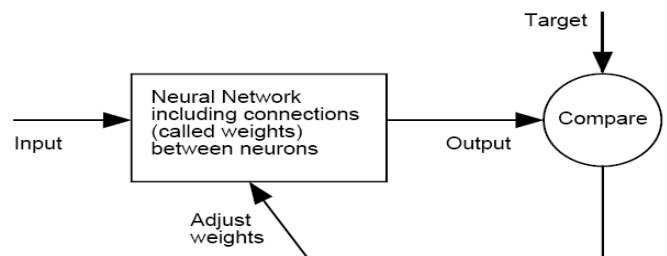 Target
Neural Network
including connections
(called weights)
between neurons
Compare
Input
Output
Adjust
weights